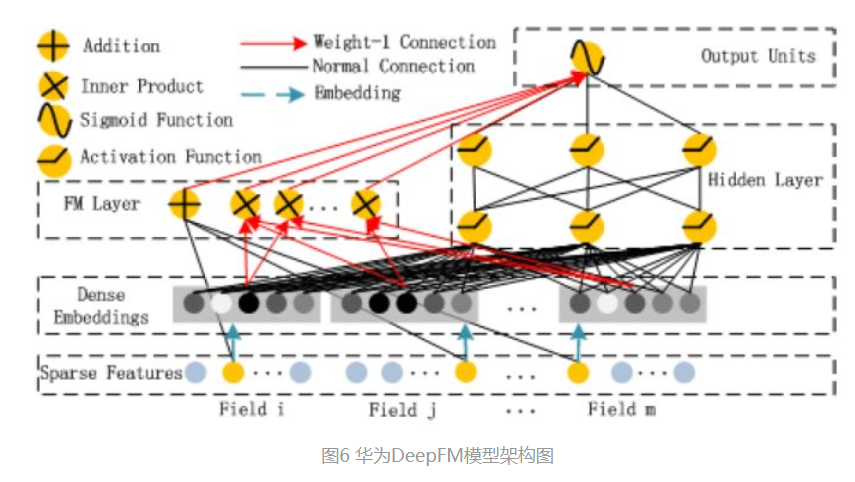 Addition
Inner Product
Sigmoid Function
Activation Function
Weight-1 Connection
Normal Connection
Embedding
Output Units
Hidden Layer
FM Layer
...
Dense
Embeddings
...
Sparse Features
... ... ... ...
Field i Field j ... Field m
图6 华为DeepFM模型架构图